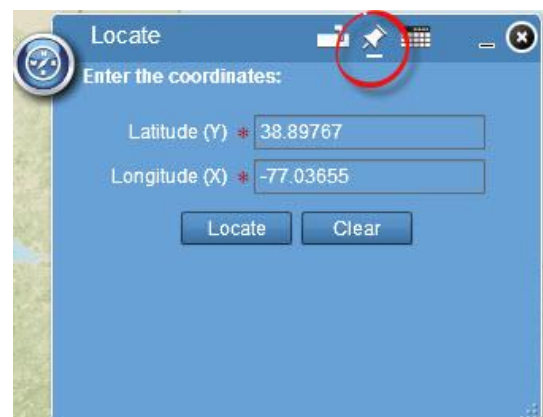 Locate
Enter the coordinates:
Latitude (Y) * 38.89767
Longitude (X) * -77.03655
Locate Clear